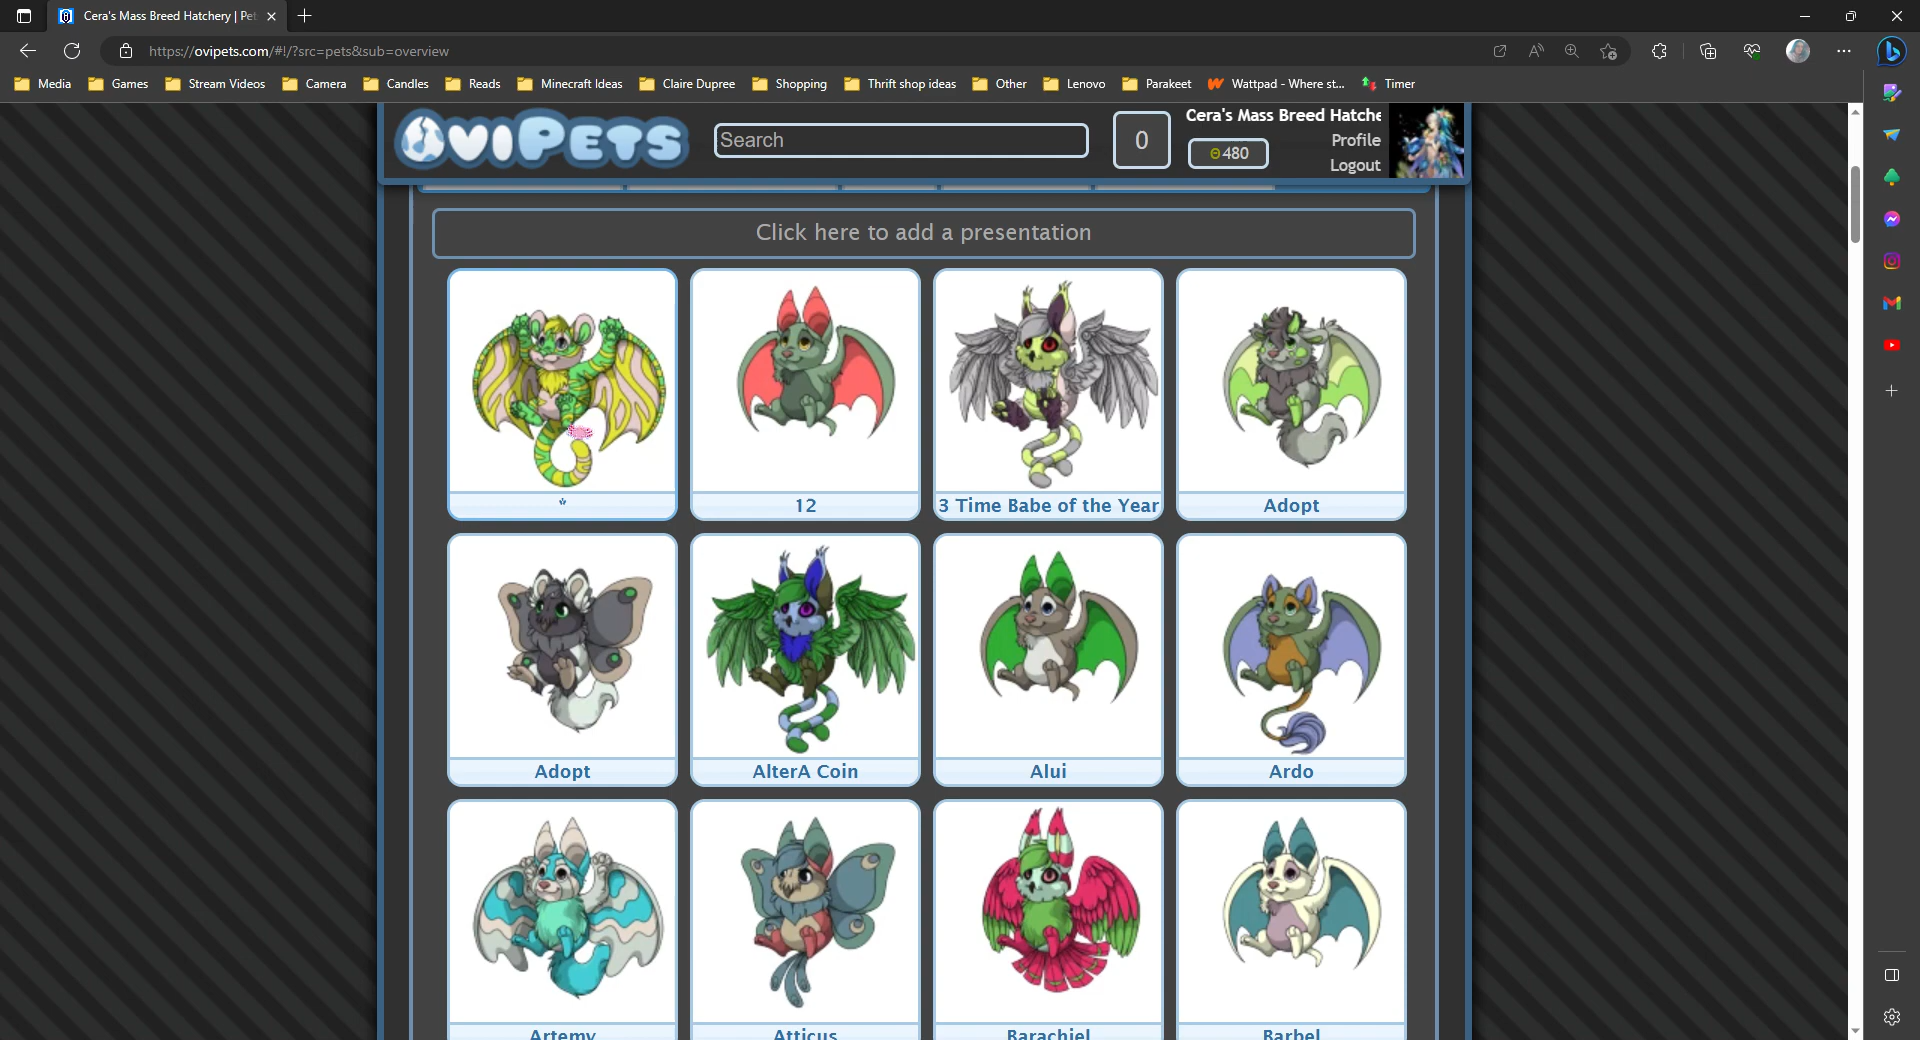 Cera's Mass Breed Hatchery | Pet
https://ovipets.com/#!/?src=pets&sub=overview
Media Games Stream Videos Camera Candles Reads Minecraft Ideas Claire Dupree Shopping Thrift shop ideas Other Lenovo Parakeet Wattpad - Where st... Timer
OviPets
Search
0
Cera's Mass Breed Hatche
480
Profile
Logout
Click here to add a presentation
* 12 3 Time Babe of the Year Adopt
Adopt AlterA Coin Alui Ardo
Artemy Atticus Barachiel Barbel